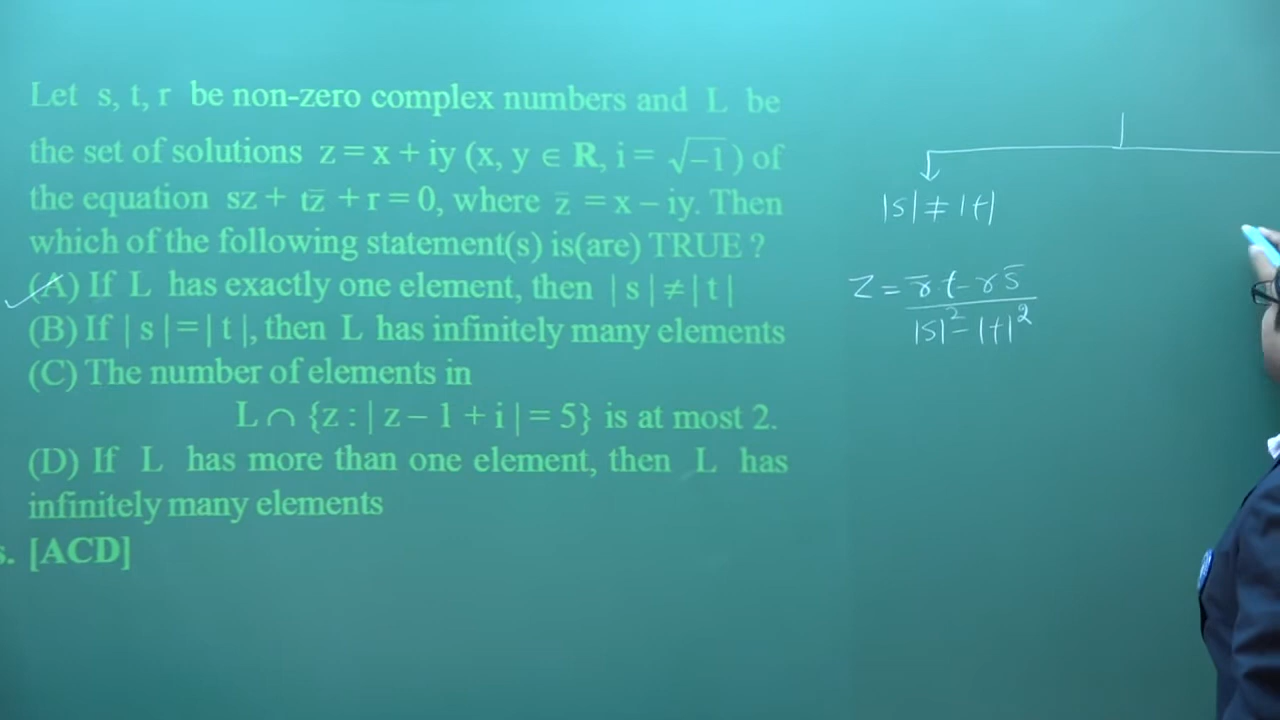 Let s, t, r be non-zero complex numbers and L be
the set of solutions z = x + iy (x, y ∈ R, i = √-1) of
the equation sz + tz̄ + r = 0, where z̄ = x – iy. Then
which of the following statement(s) is(are) TRUE ?
(A) If L has exactly one element, then | s | ≠ | t |
(B) If | s | = | t |, then L has infinitely many elements
(C) The number of elements in
L ∩ {z : | z – 1 + i | = 5} is at most 2.
(D) If L has more than one element, then L has
infinitely many elements
s. [ACD]
|s| ≠ |t|
z = (r̄t - rs̄) / (|s|² - |t|²)